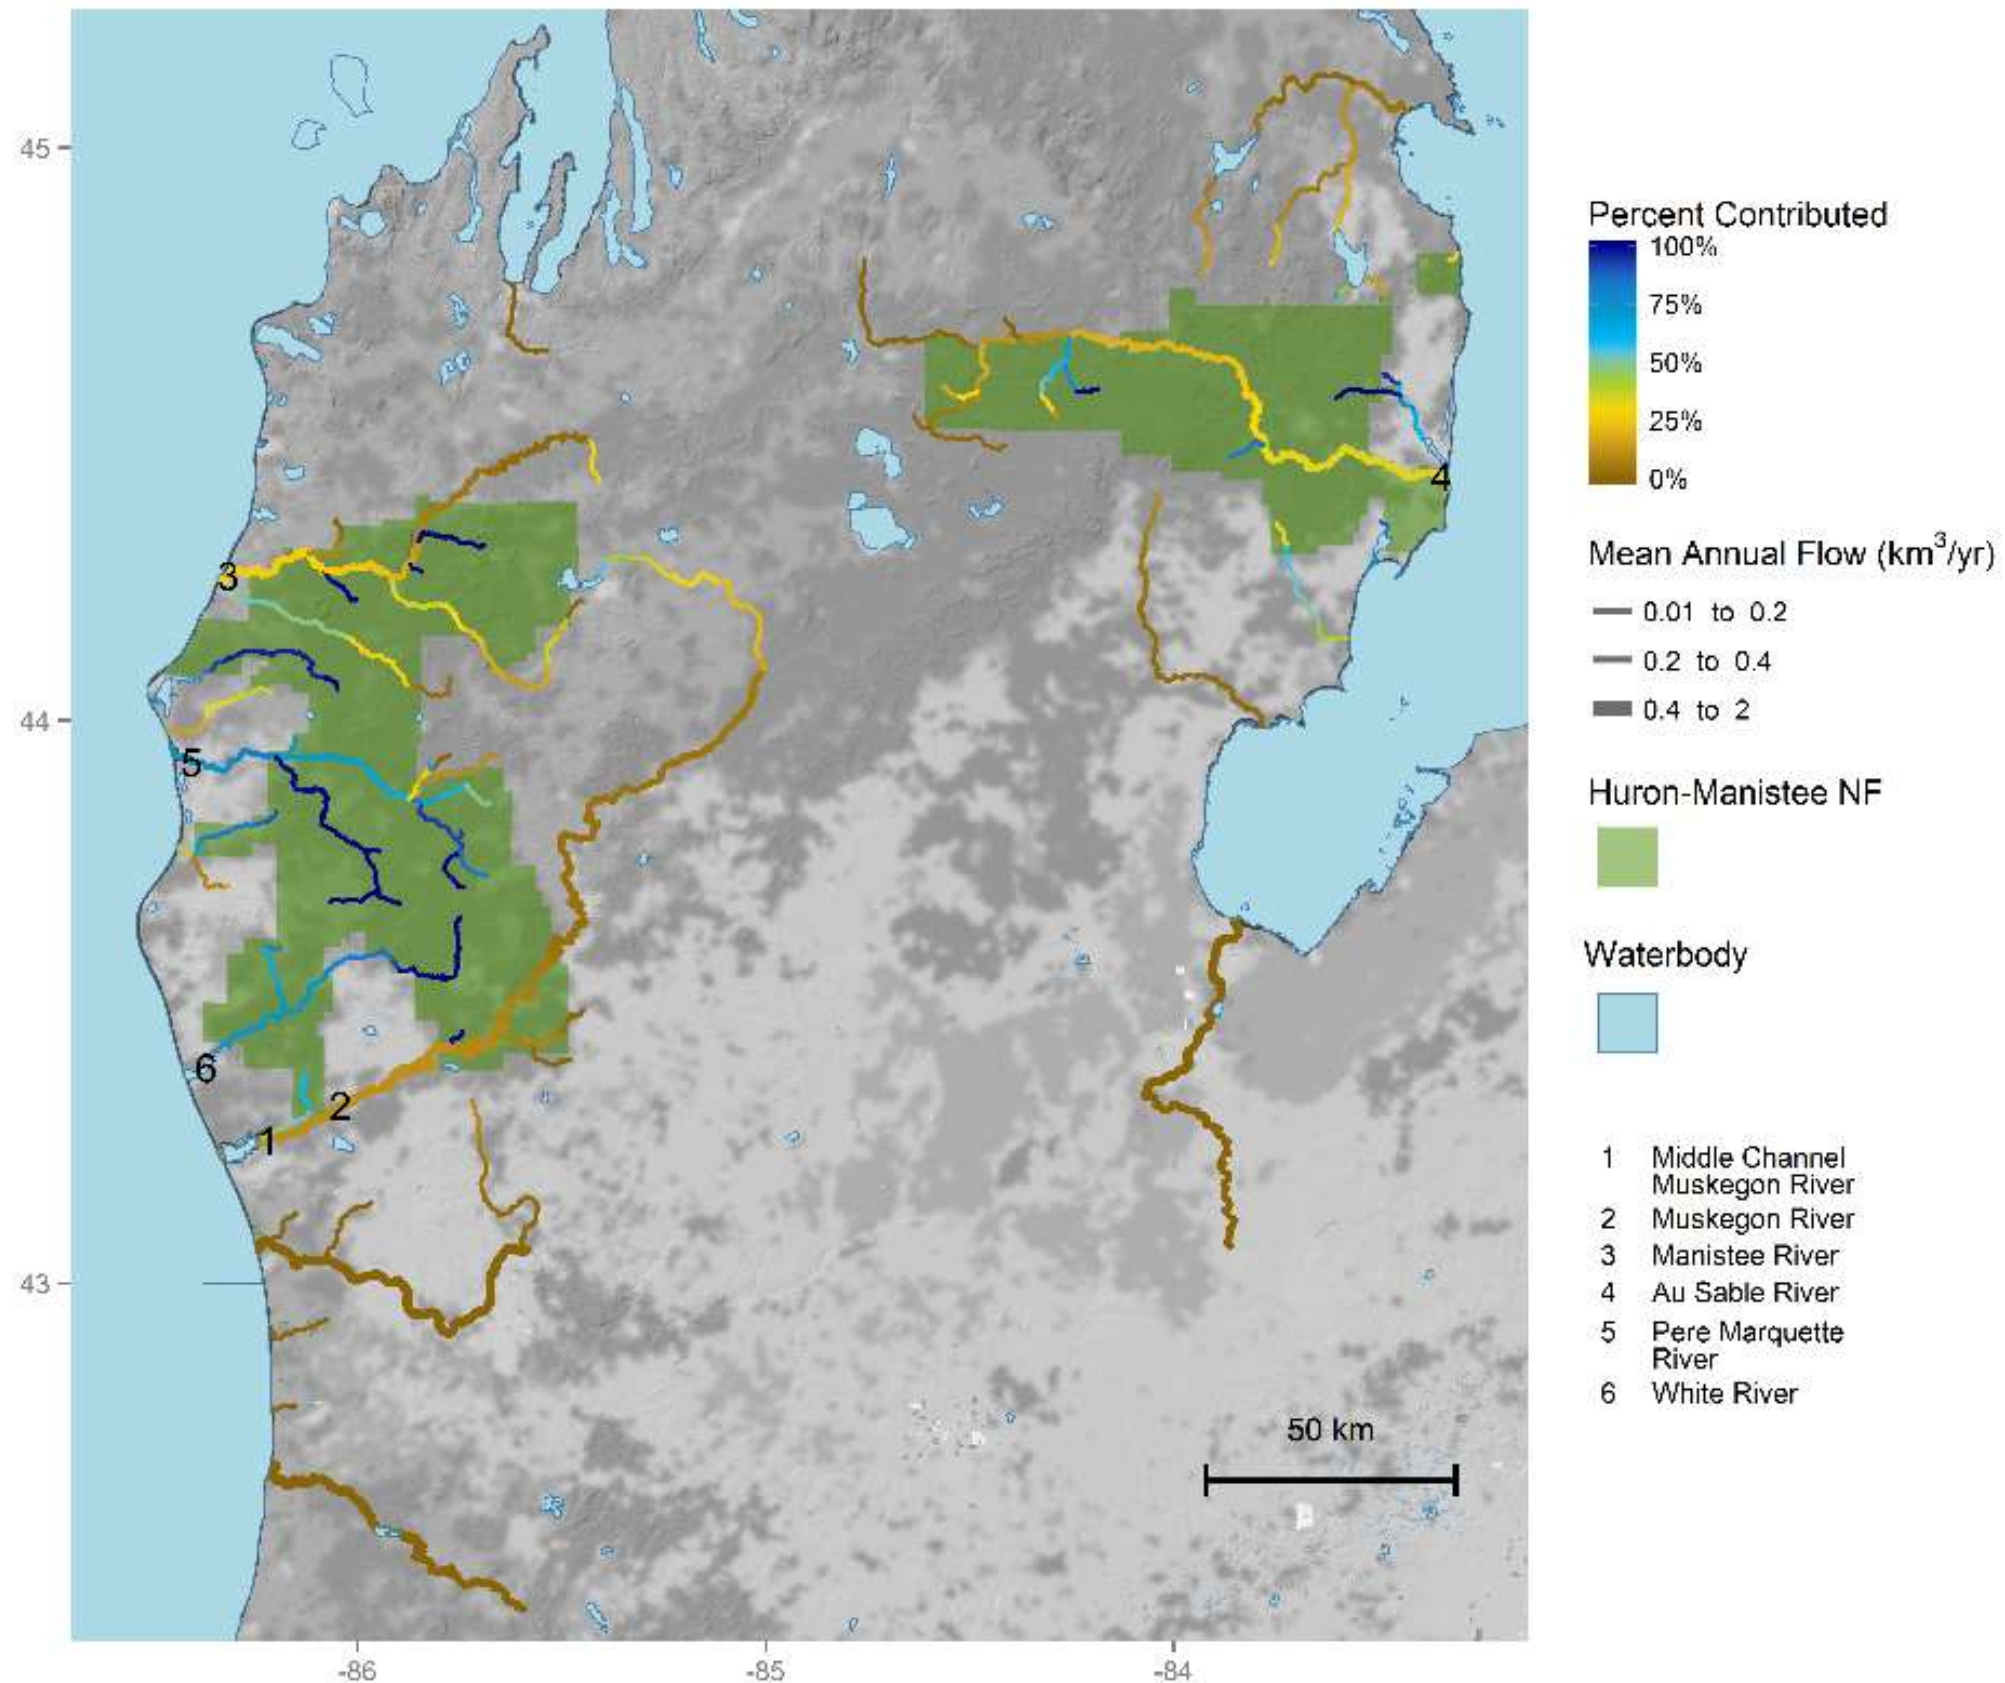 45
44
43
-86
-85
-84
3
5
6
2
1
4
50 km
Percent Contributed
100%
75%
50%
25%
0%
Mean Annual Flow (km³/yr)
0.01 to 0.2
0.2 to 0.4
0.4 to 2
Huron-Manistee NF
Waterbody
1 Middle Channel
Muskegon River
2 Muskegon River
3 Manistee River
4 Au Sable River
5 Pere Marquette
River
6 White River